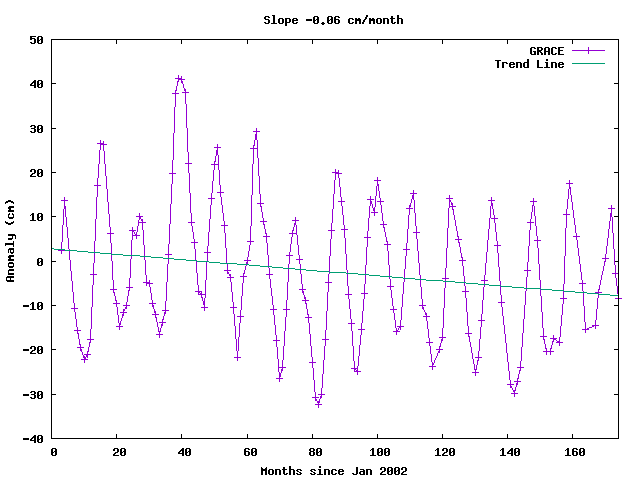 Slope -0.06 cm/month
GRACE
Trend Line
Anomaly (cm)
50
40
30
20
10
0
-10
-20
-30
-40
0 20 40 60 80 100 120 140 160
Months since Jan 2002